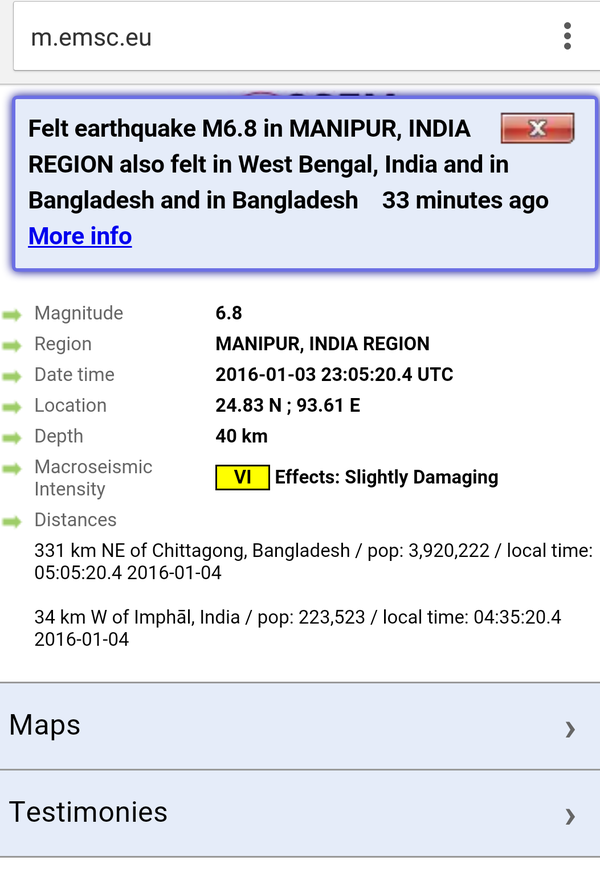 m.emsc.eu
Felt earthquake M6.8 in MANIPUR, INDIA
REGION also felt in West Bengal, India and in
Bangladesh and in Bangladesh 33 minutes ago
More info
Magnitude 6.8
Region MANIPUR, INDIA REGION
Date time 2016-01-03 23:05:20.4 UTC
Location 24.83 N ; 93.61 E
Depth 40 km
Macroseismic
Intensity VI Effects: Slightly Damaging
Distances
331 km NE of Chittagong, Bangladesh / pop: 3,920,222 / local time:
05:05:20.4 2016-01-04
34 km W of Imphāl, India / pop: 223,523 / local time: 04:35:20.4
2016-01-04
Maps
Testimonies